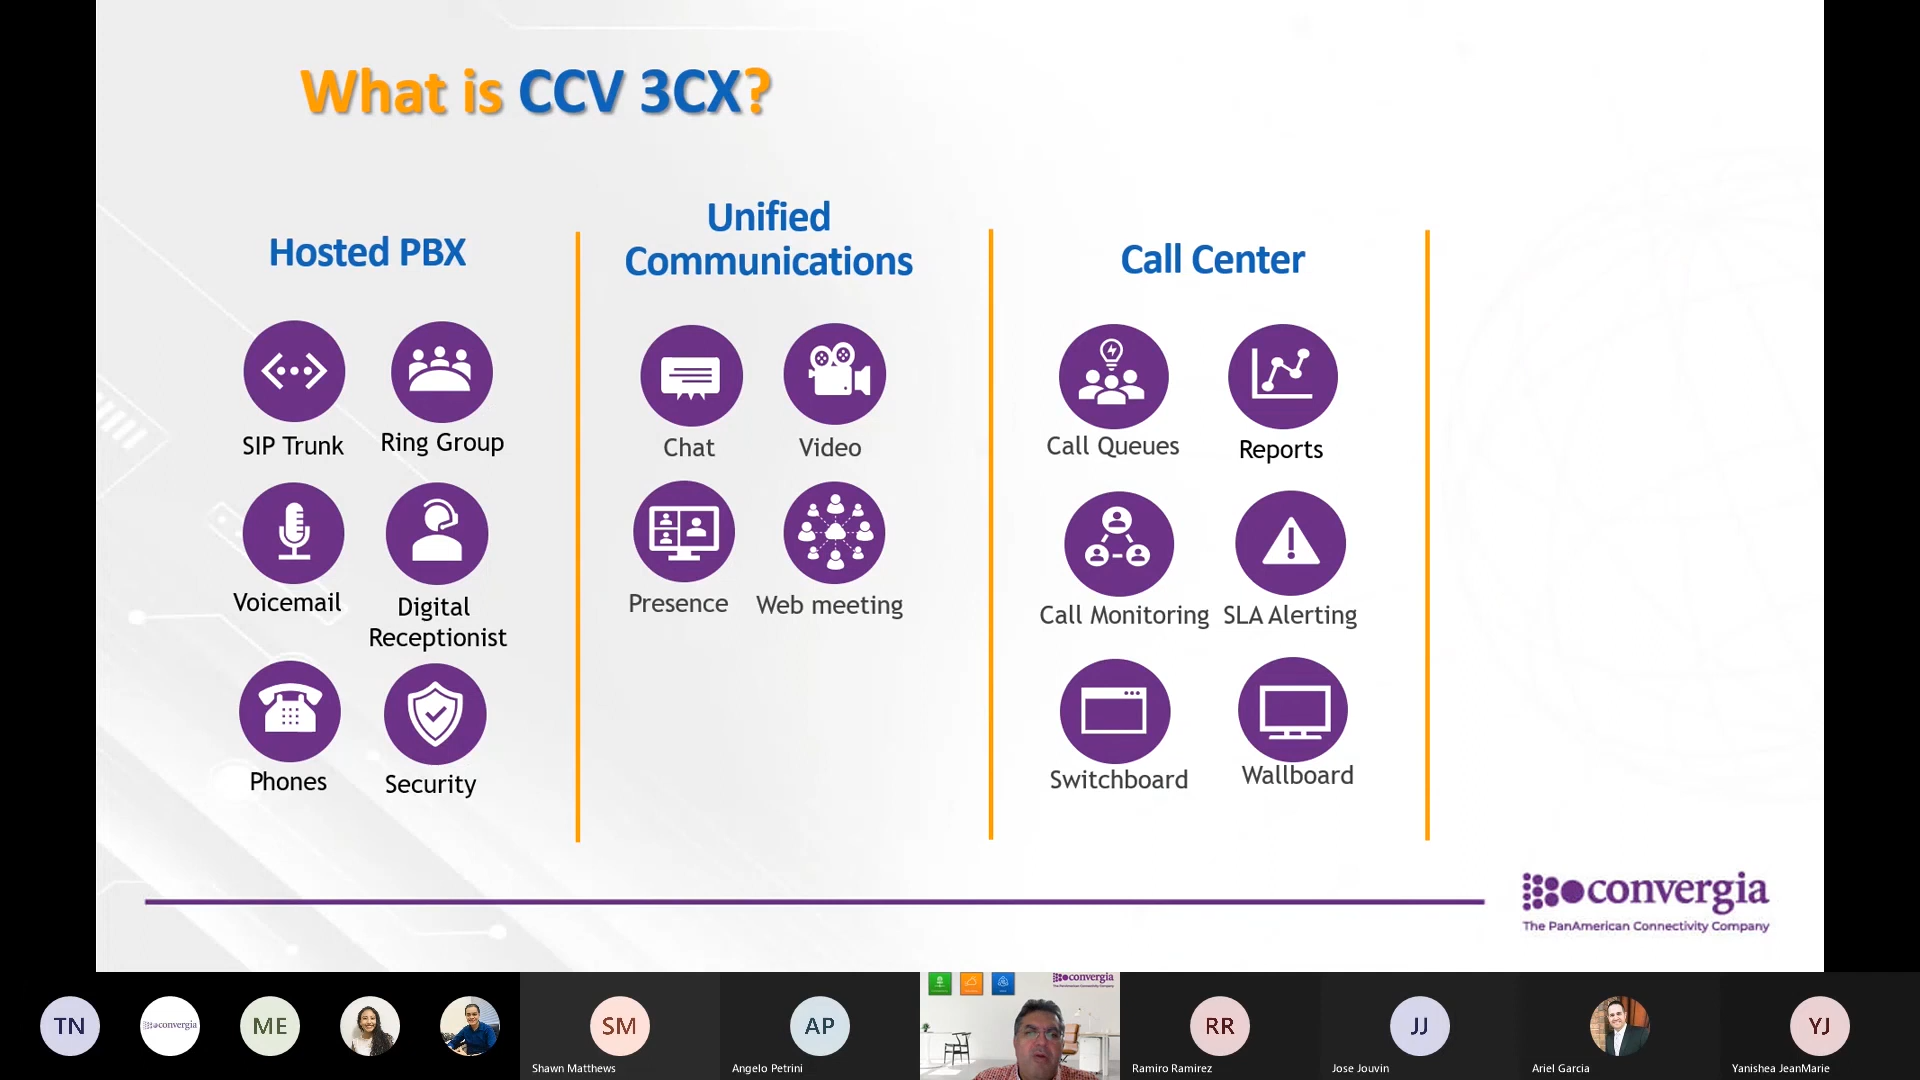 What is CCV 3CX?
Hosted PBX
SIP Trunk
Ring Group
Voicemail
Digital
Receptionist
Phones
Security
Unified
Communications
Chat
Video
Presence
Web meeting
Call Center
Call Queues
Reports
Call Monitoring
SLA Alerting
Switchboard
Wallboard
convergia
The PanAmerican Connectivity Company
TN
convergia
ME
SM
Shawn Matthews
AP
Angelo Petrini
convergia
RR
Ramiro Ramirez
JJ
Jose Jouvin
Ariel Garcia
YJ
Yanishea JeanMarie